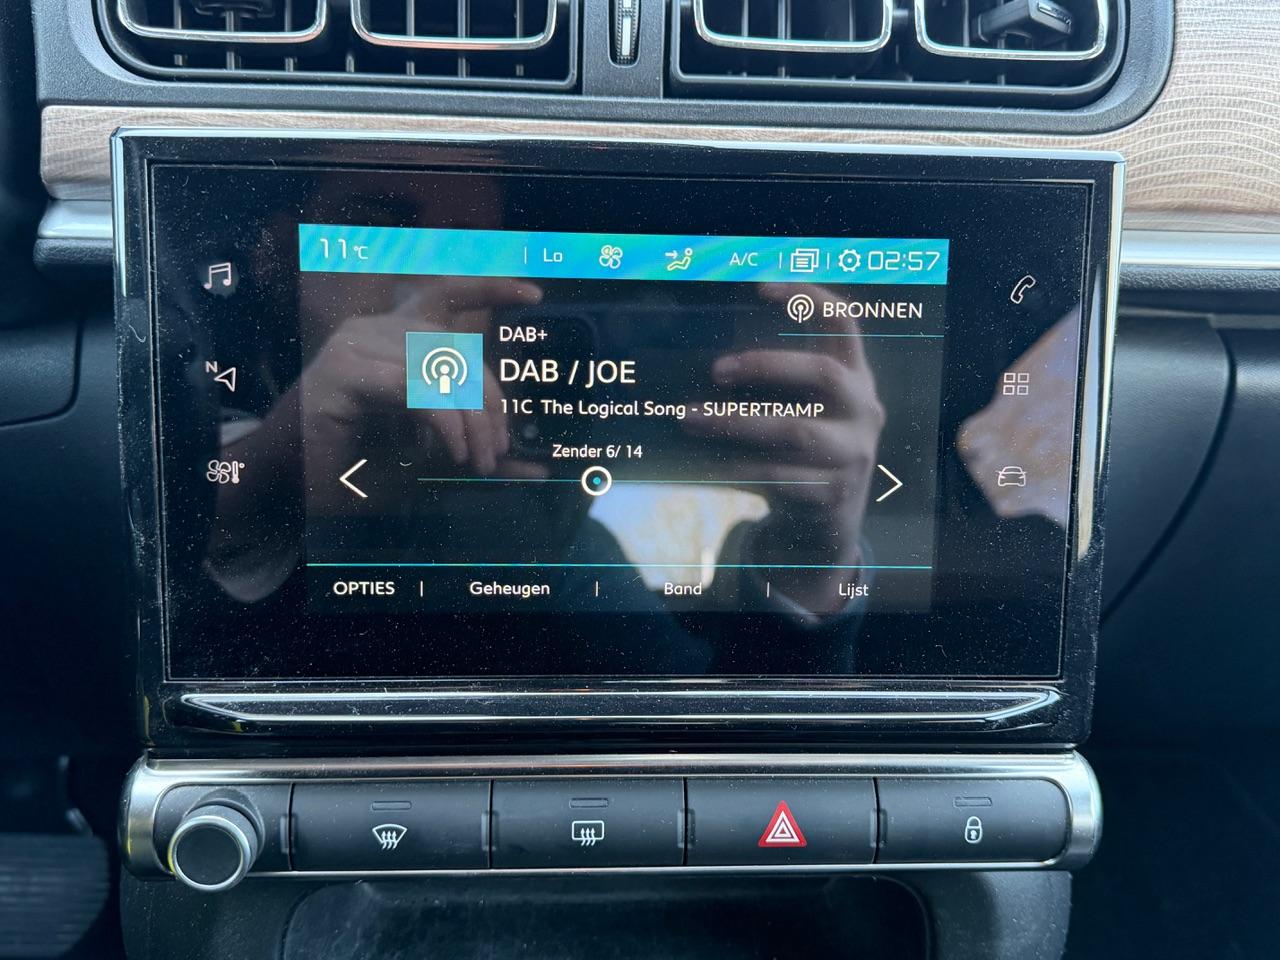 11°C | Lo A/C | | 02:57
BRONNEN
DAB+
DAB / JOE
11C The Logical Song - SUPERTRAMP
Zender 6/ 14
N
OPTIES | Geheugen | Band | Lijst